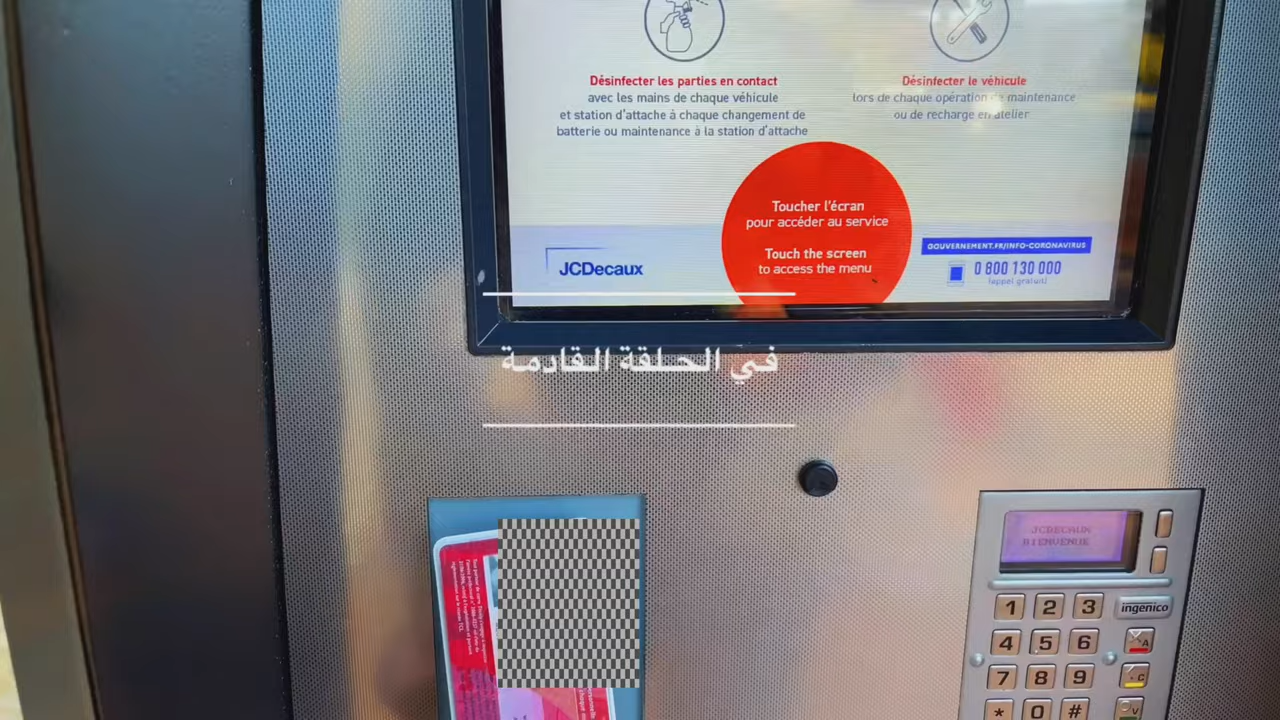 Désinfecter les parties en contact
avec les mains de chaque véhicule
et station d'attache à chaque changement de
batterie ou maintenance à la station d'attache
Désinfecter le véhicule
lors de chaque opération de maintenance
ou de recharge en atelier
Toucher l'écran
pour accéder au service
Touch the screen
to access the menu
JCDecaux
GOUVERNEMENT.FR/INFO-CORONAVIRUS
0 800 130 000
(appel gratuit)
في الحلقة القادمة
JCDECAUX
BIENVENUE
1 2 3
ingenico
4 5 6 A
7 8 9 C
* 0 # V